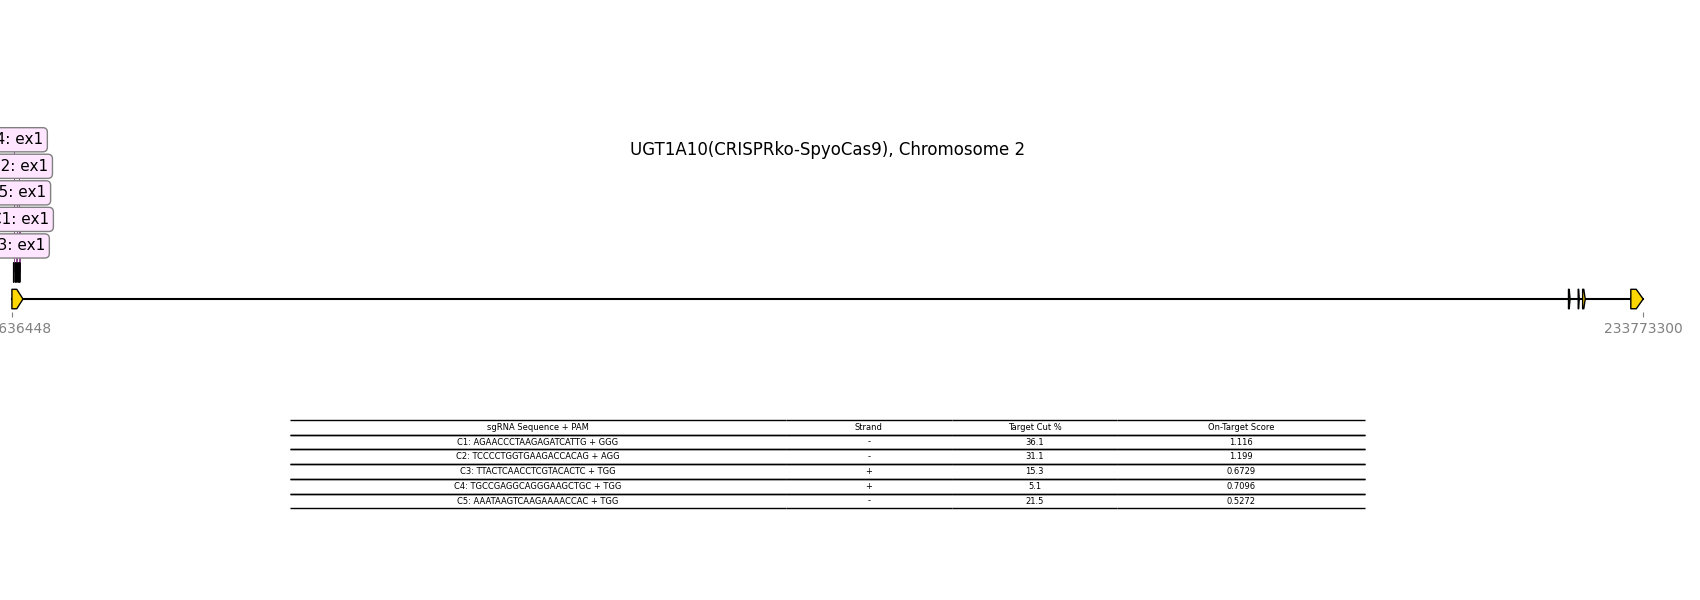 4: ex1
UGT1A10(CRISPRko-SpyoCas9), Chromosome 2
2: ex1
5: ex1
C1: ex1
3: ex1
636448
233773300
sgRNA Sequence + PAM Strand Target Cut % On-Target Score
C1: AGAACCCTAAGAGATCATTG + GGG - 36.1 1.116
C2: TCCCCTGGTGAAGACCACAG + AGG - 31.1 1.199
C3: TTACTCAACCTCGTACACTC + TGG + 15.3 0.6729
C4: TGCCGAGGCAGGGAAGCTGC + TGG + 5.1 0.7096
C5: AAATAAGTCAAGAAAACCAC + TGG - 21.5 0.5272